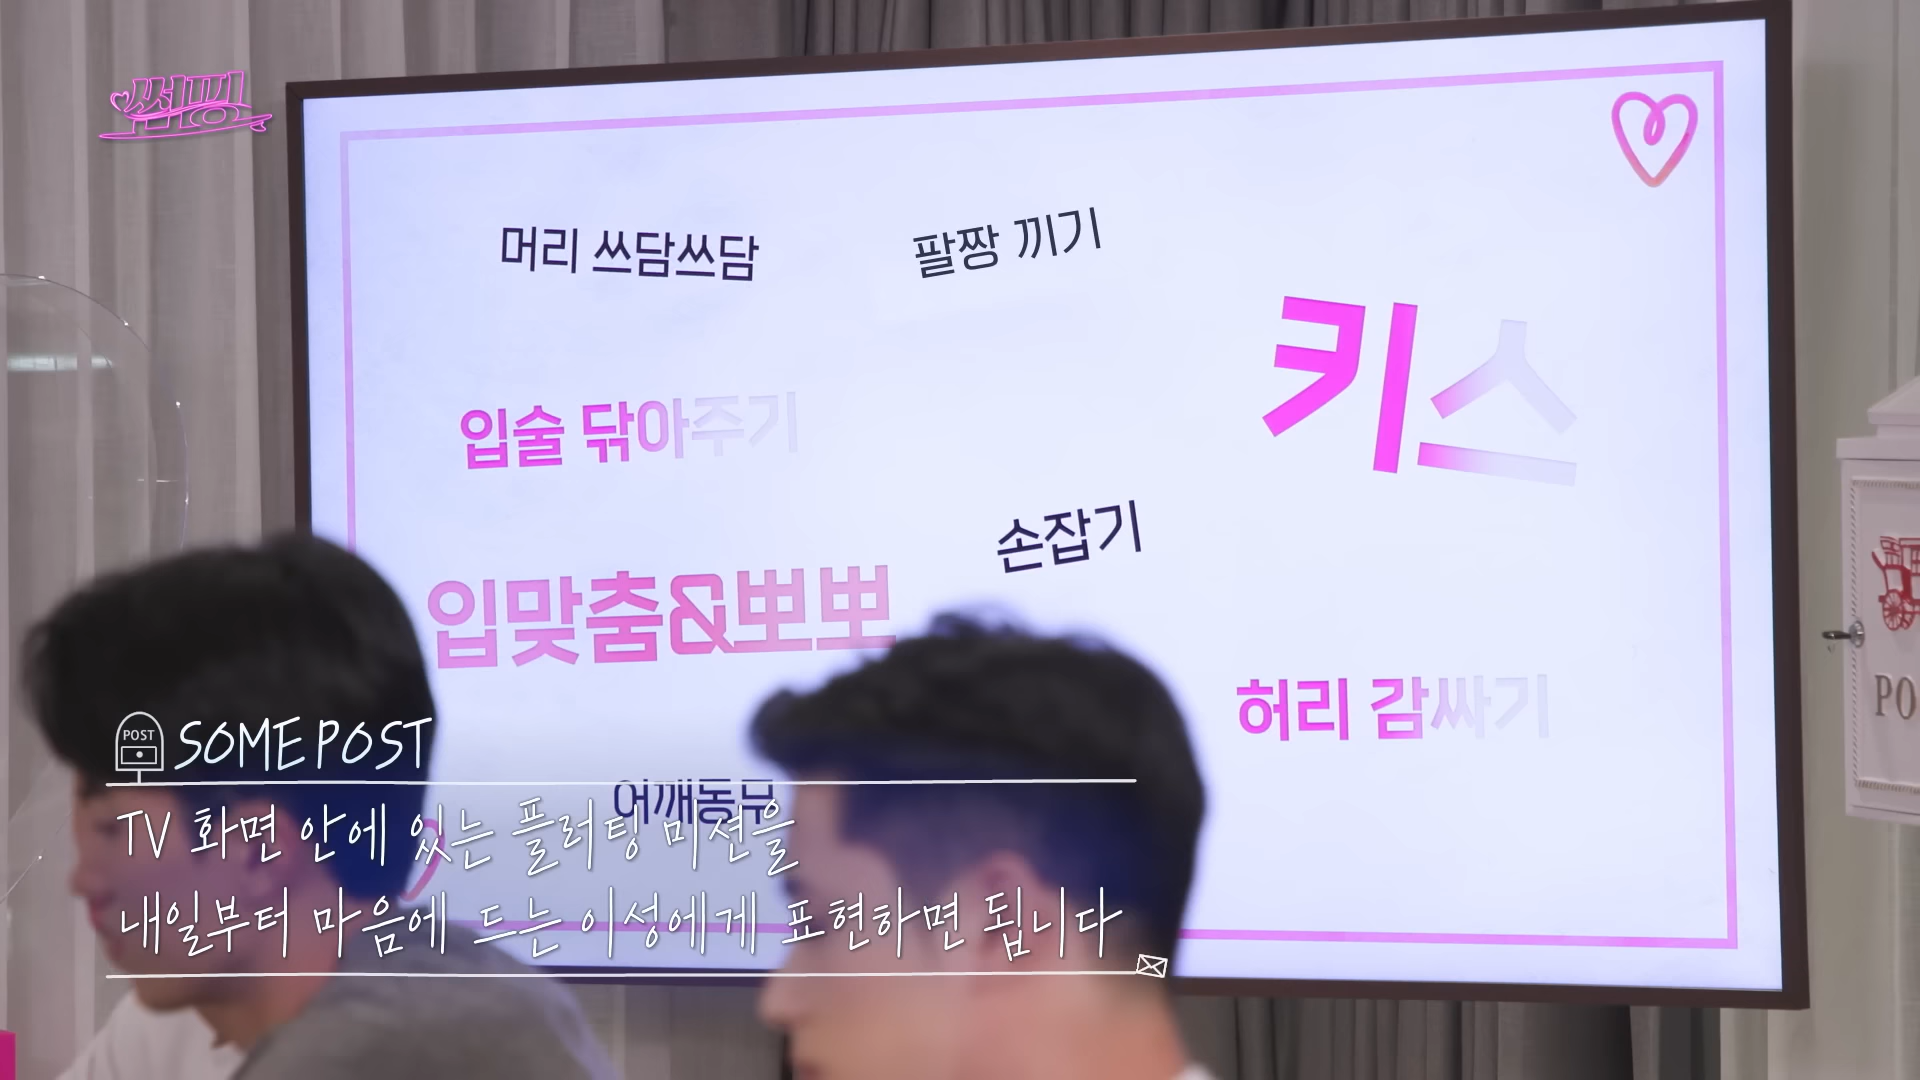 썸핑
머리 쓰담쓰담
팔짱 끼기
키스
입술 닦아주기
손잡기
입맞춤&뽀뽀
허리 감싸기
어깨동무
PO
POST
SOME POST
TV 화면 안에 있는 플러팅 미션을
내일부터 마음에 드는 이성에게 표현하면 됩니다